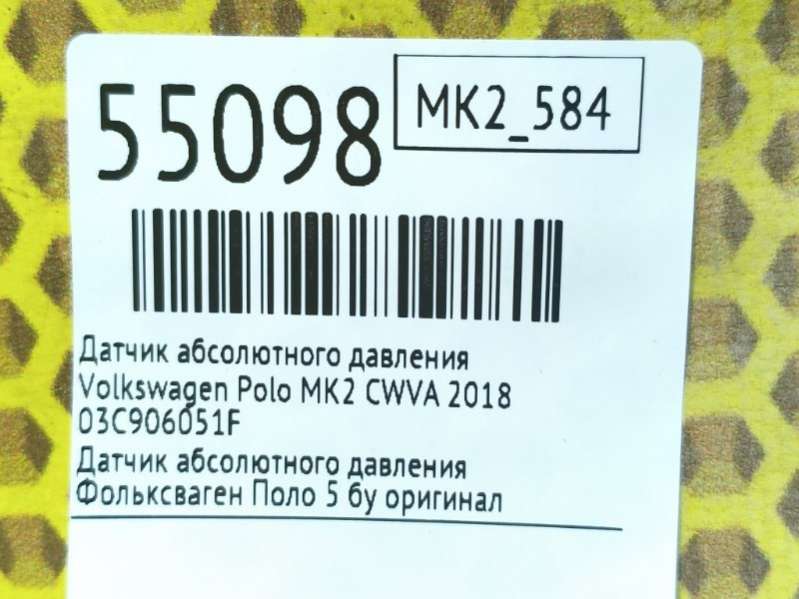 55098
MK2_584
Датчик абсолютного давления
Volkswagen Polo MK2 CWVA 2018
03C906051F
Датчик абсолютного давления
Фольксваген Поло 5 бу оригинал